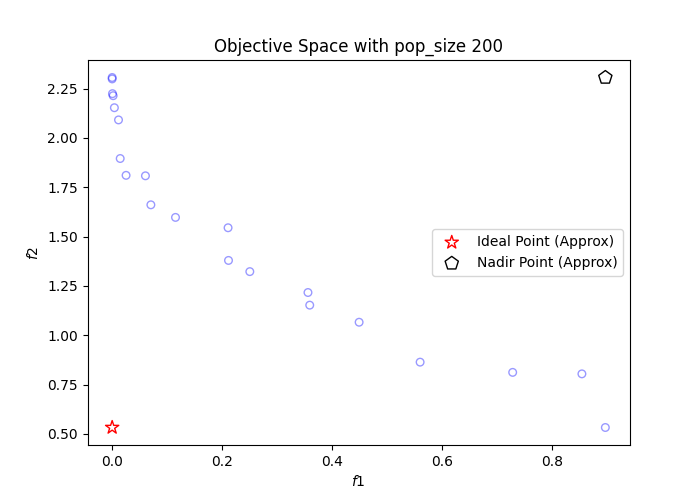 Objective Space with pop_size 200
2.25
2.00
1.75
1.50
1.25
1.00
0.75
0.50
f2
Ideal Point (Approx)
Nadir Point (Approx)
0.0 0.2 0.4 0.6 0.8
f1